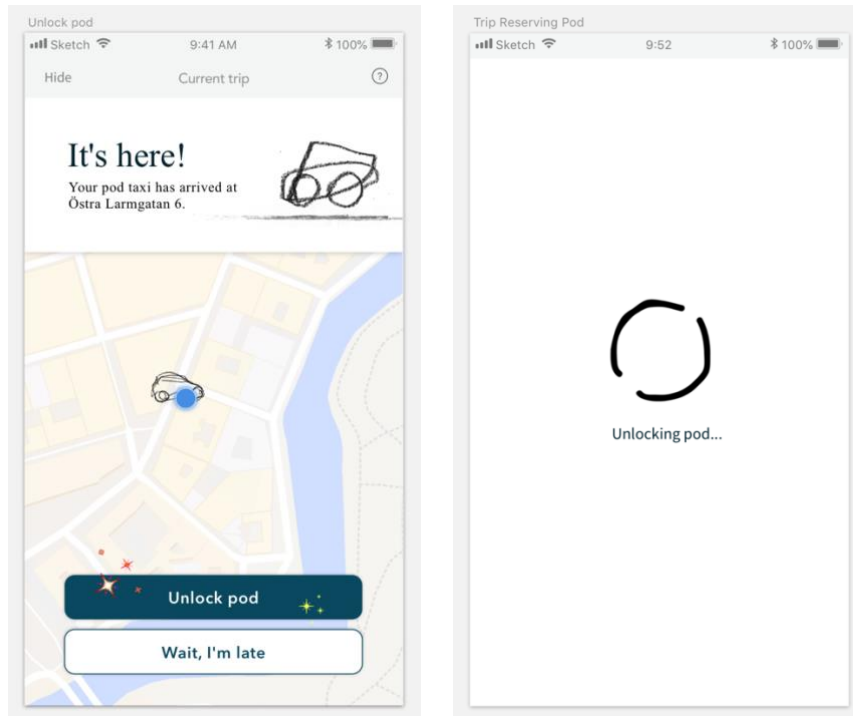 Unlock pod
Sketch 9:41 AM 100%
Hide Current trip ?
It's here!
Your pod taxi has arrived at
Östra Larmgatan 6.
Unlock pod
Wait, I'm late
Trip Reserving Pod
Sketch 9:52 100%
Unlocking pod...